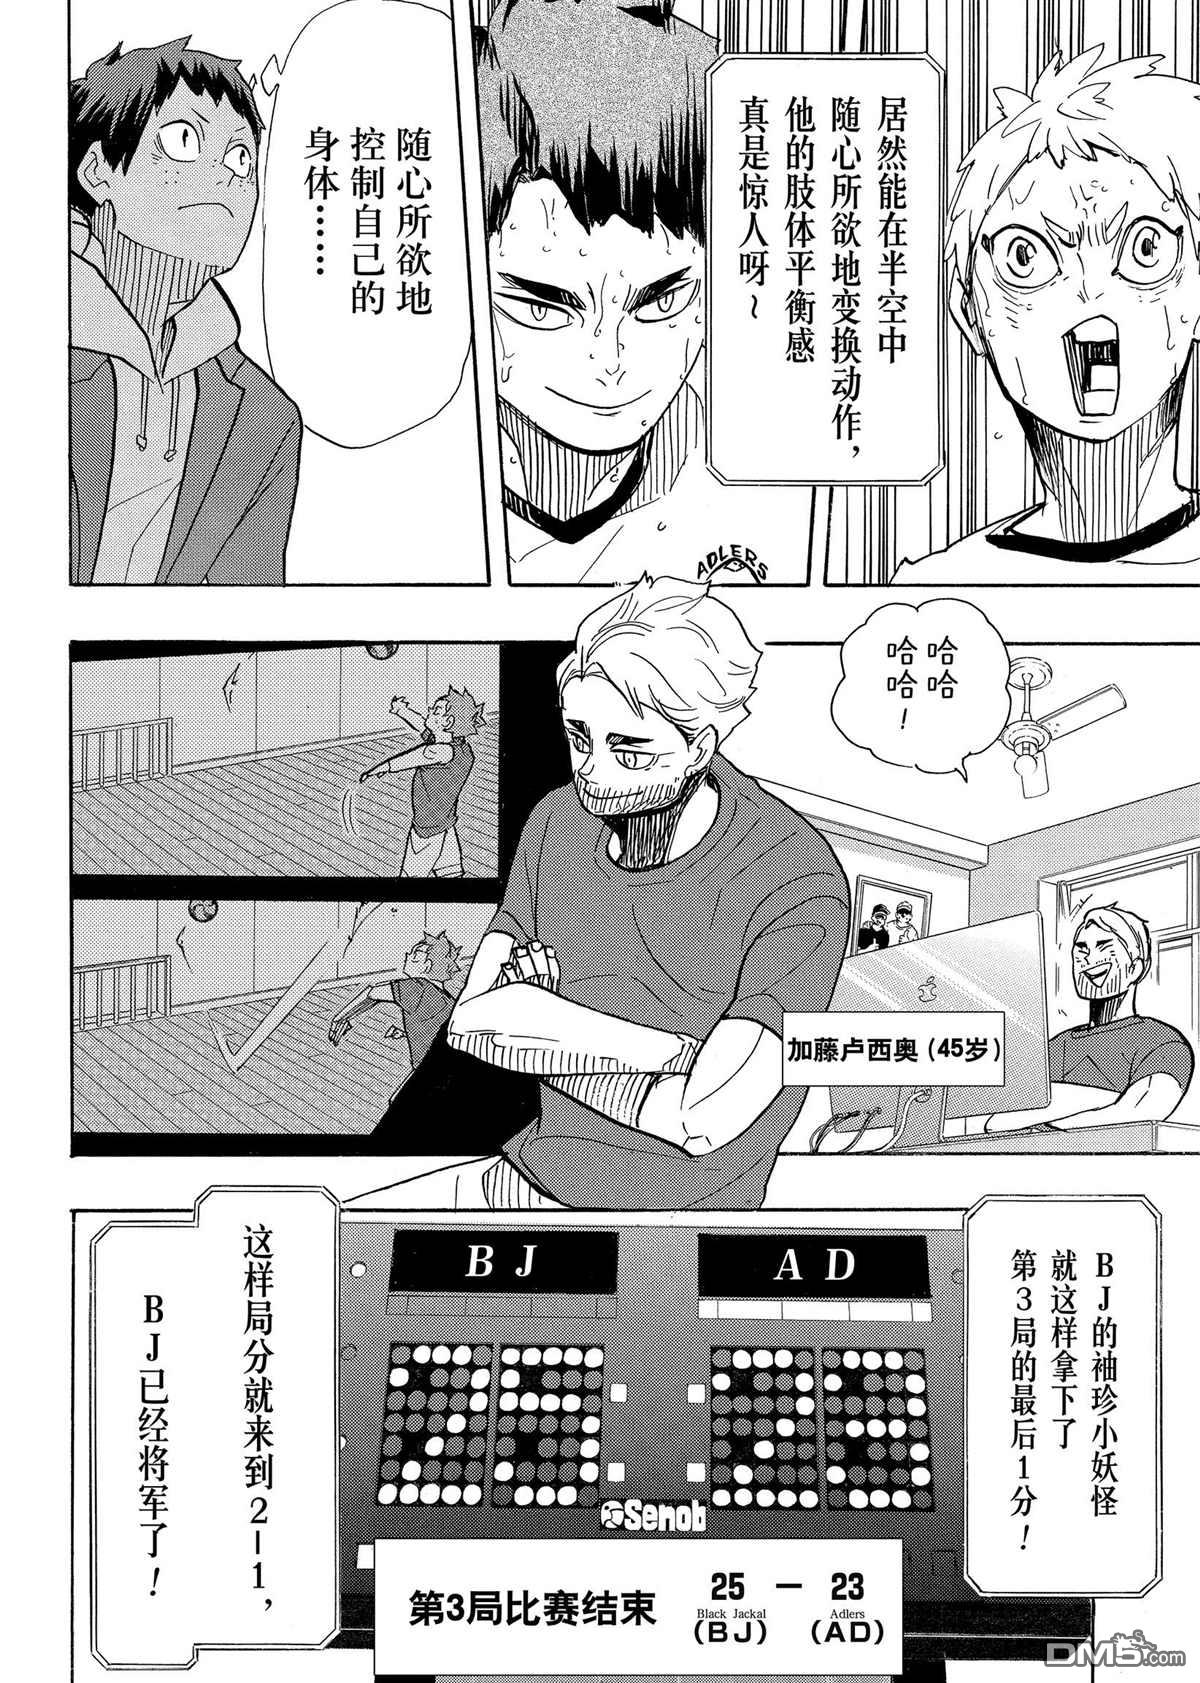 居然能在半空中
随心所欲地变换动作，
他的肢体平衡感
真是惊人呀～
随心所欲地
控制自己的
身体……
ADLERS
哈哈
哈哈！
加藤卢西奥（45岁）
BJ的袖珍小妖怪
就这样拿下了
第3局的最后1分！
BJ
AD
25
23
Senob
这样局分就来到2－1，
BJ已经将军了！
第3局比赛结束
25 — 23
Black Jackal Adlers
（BJ） （AD）
DM5.com